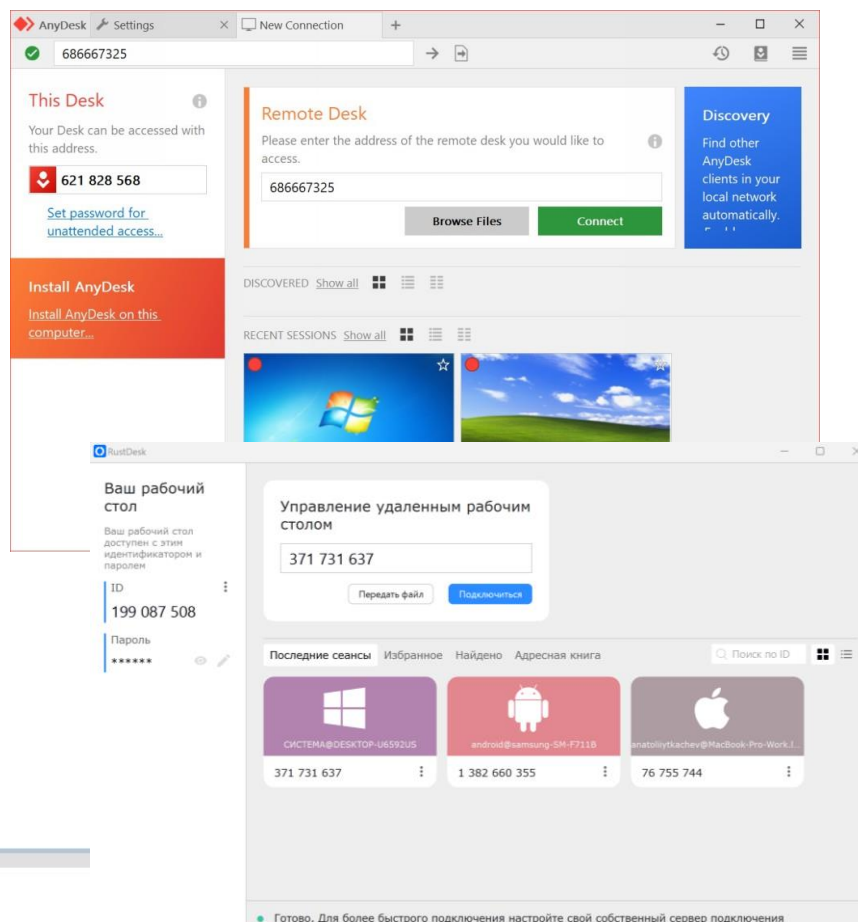 AnyDesk
Settings
New Connection
686667325
This Desk
Your Desk can be accessed with
this address.
621 828 568
Set password for
unattended access...
Install AnyDesk
Install AnyDesk on this
computer...
Remote Desk
Please enter the address of the remote desk you would like to
access.
686667325
Browse Files
Connect
Discovery
Find other
AnyDesk
clients in your
local network
automatically.
DISCOVERED Show all
RECENT SESSIONS Show all
RustDesk
Ваш рабочий
стол
Ваш рабочий стол
доступен с этим
идентификатором и
паролем
ID
199 087 508
Пароль
******
Управление удаленным рабочим
столом
371 731 637
Передать файл
Подключиться
Последние сеансы Избранное Найдено Адресная книга
Поиск по ID
СИСТЕМА@DESKTOP-U6592US
371 731 637
android@samsung-SM-F711B
1 382 660 355
anatoliiytkachev@MacBook-Pro-Work.l...
76 755 744
Готово. Для более быстрого подключения настройте свой собственный сервер подключения